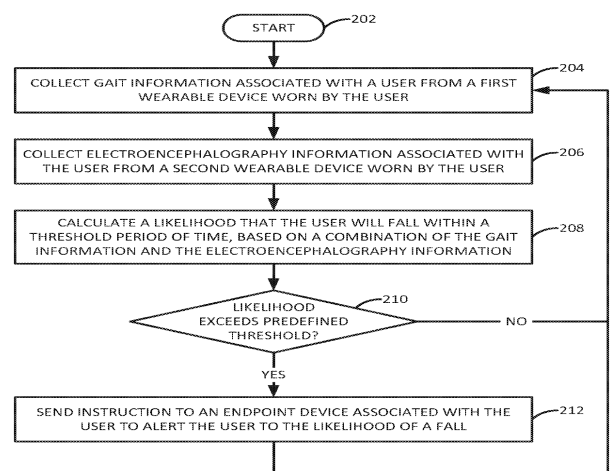 START
202
COLLECT GAIT INFORMATION ASSOCIATED WITH A USER FROM A FIRST
WEARABLE DEVICE WORN BY THE USER
204
COLLECT ELECTROENCEPHALOGRAPHY INFORMATION ASSOCIATED WITH
THE USER FROM A SECOND WEARABLE DEVICE WORN BY THE USER
206
CALCULATE A LIKELIHOOD THAT THE USER WILL FALL WITHIN A
THRESHOLD PERIOD OF TIME, BASED ON A COMBINATION OF THE GAIT
INFORMATION AND THE ELECTROENCEPHALOGRAPHY INFORMATION
208
LIKELIHOOD
EXCEEDS PREDEFINED
THRESHOLD?
210
NO
YES
SEND INSTRUCTION TO AN ENDPOINT DEVICE ASSOCIATED WITH THE
USER TO ALERT THE USER TO THE LIKELIHOOD OF A FALL
212